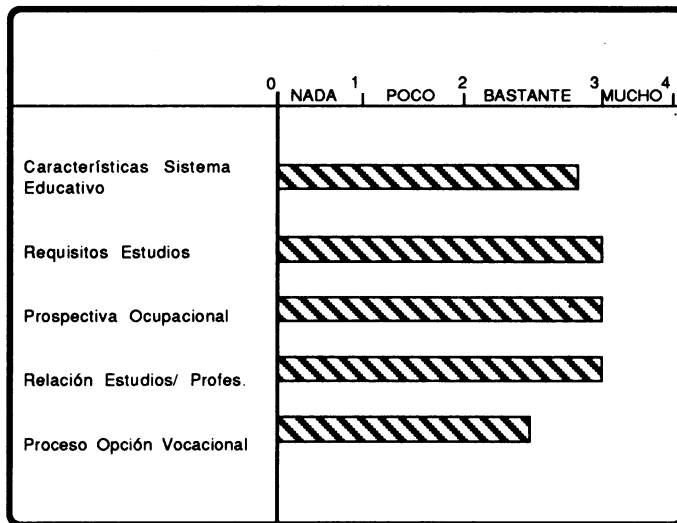 0 1 2 3 4
NADA POCO BASTANTE MUCHO
Características Sistema
Educativo
Requisitos Estudios
Prospectiva Ocupacional
Relación Estudios/ Profes.
Proceso Opción Vocacional